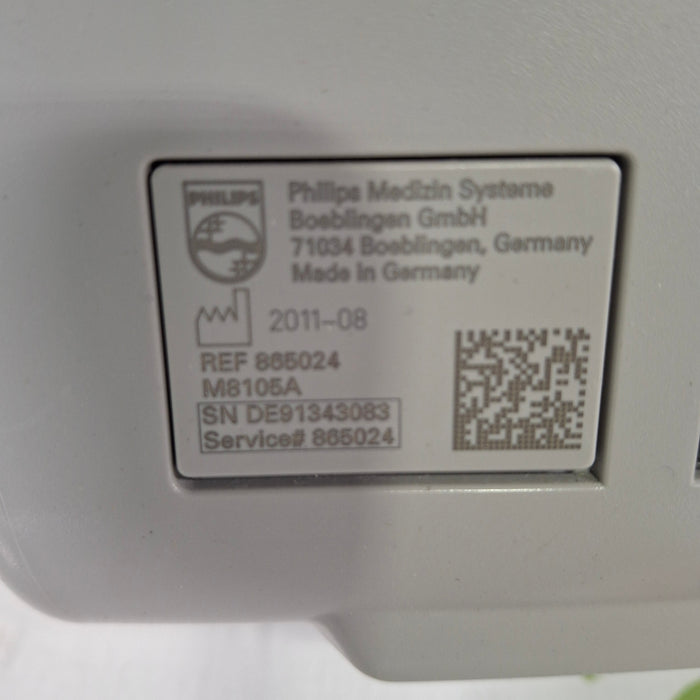 PHILIPS
Philips Medizin Systeme
Boeblingen GmbH
71034 Boeblingen, Germany
Made in Germany
2011-08
REF 865024
M8105A
SN DE91343083
Service# 865024